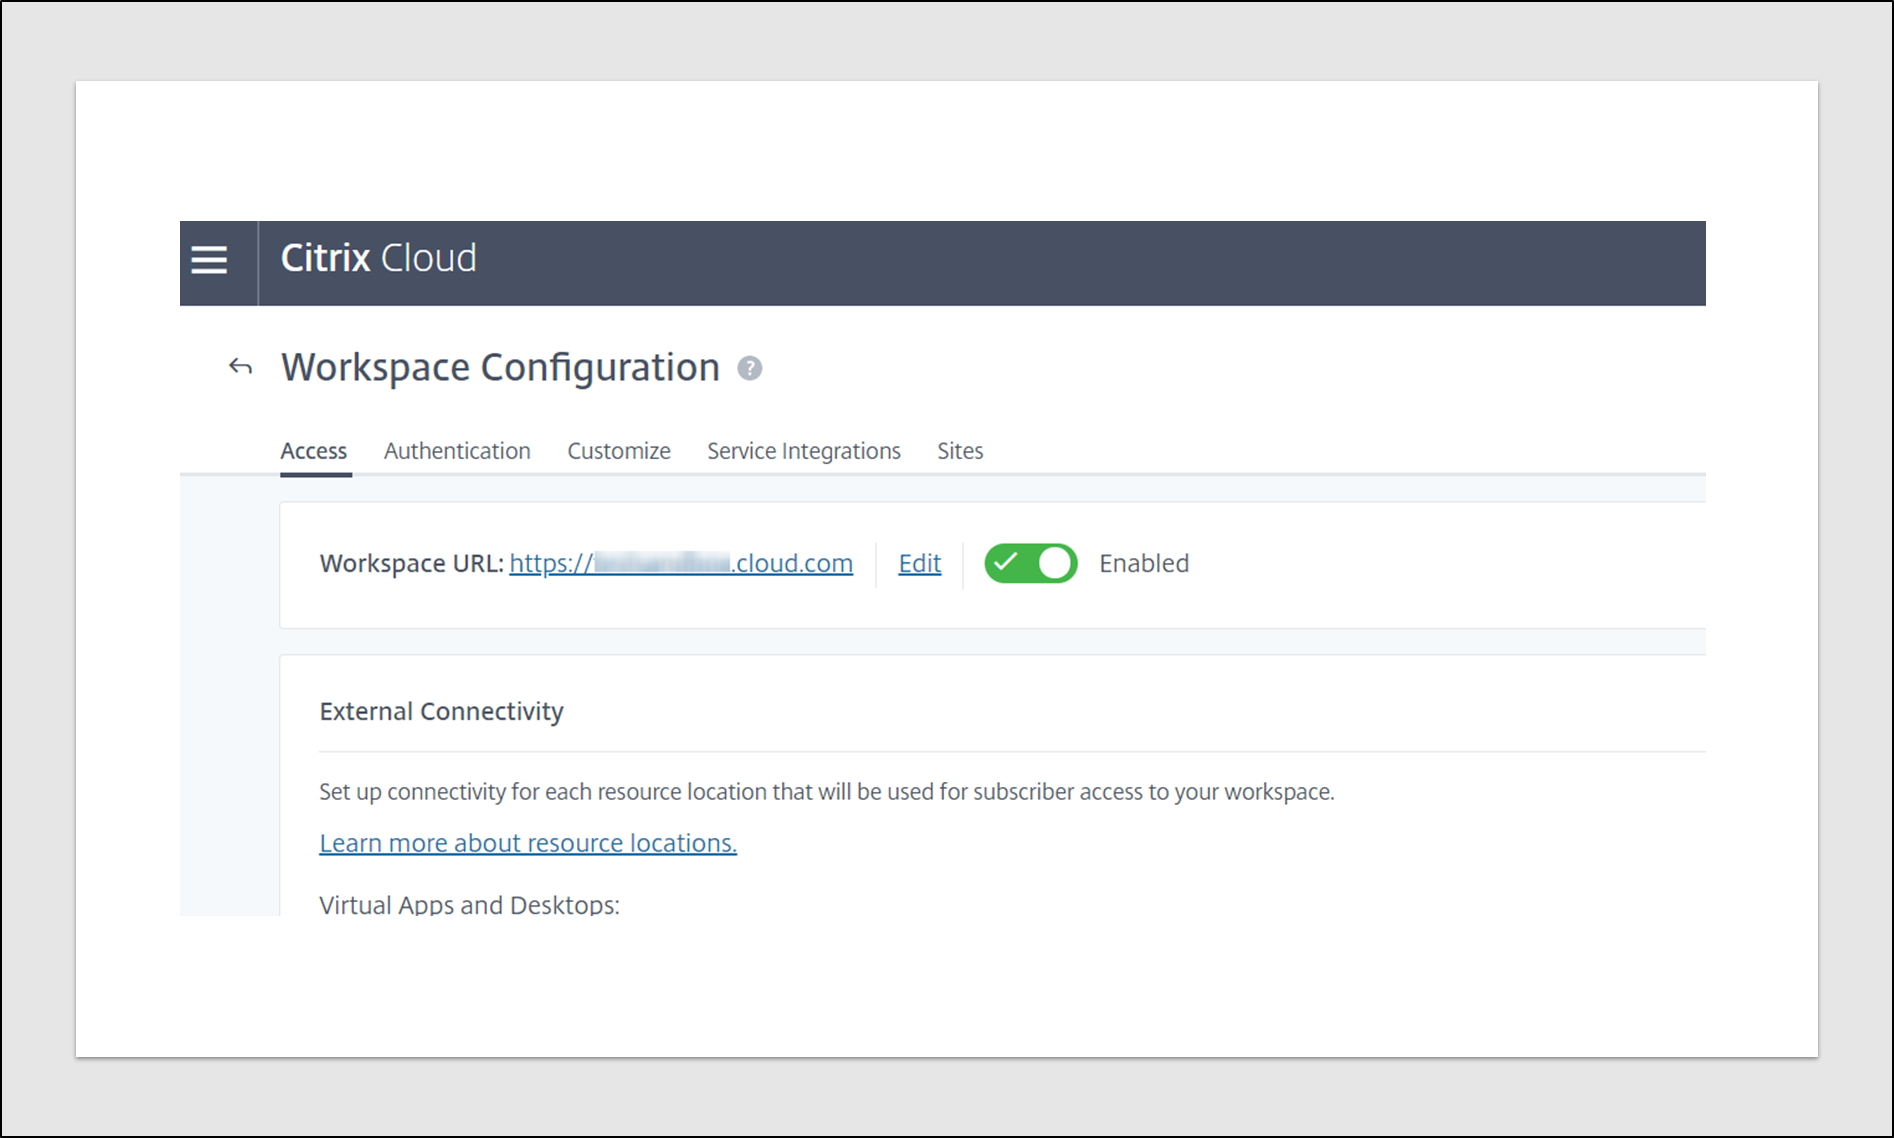 Citrix Cloud
Workspace Configuration ?
Access Authentication Customize Service Integrations Sites
Workspace URL: https:// .cloud.com Edit Enabled
External Connectivity
Set up connectivity for each resource location that will be used for subscriber access to your workspace.
Learn more about resource locations.
Virtual Apps and Desktops: